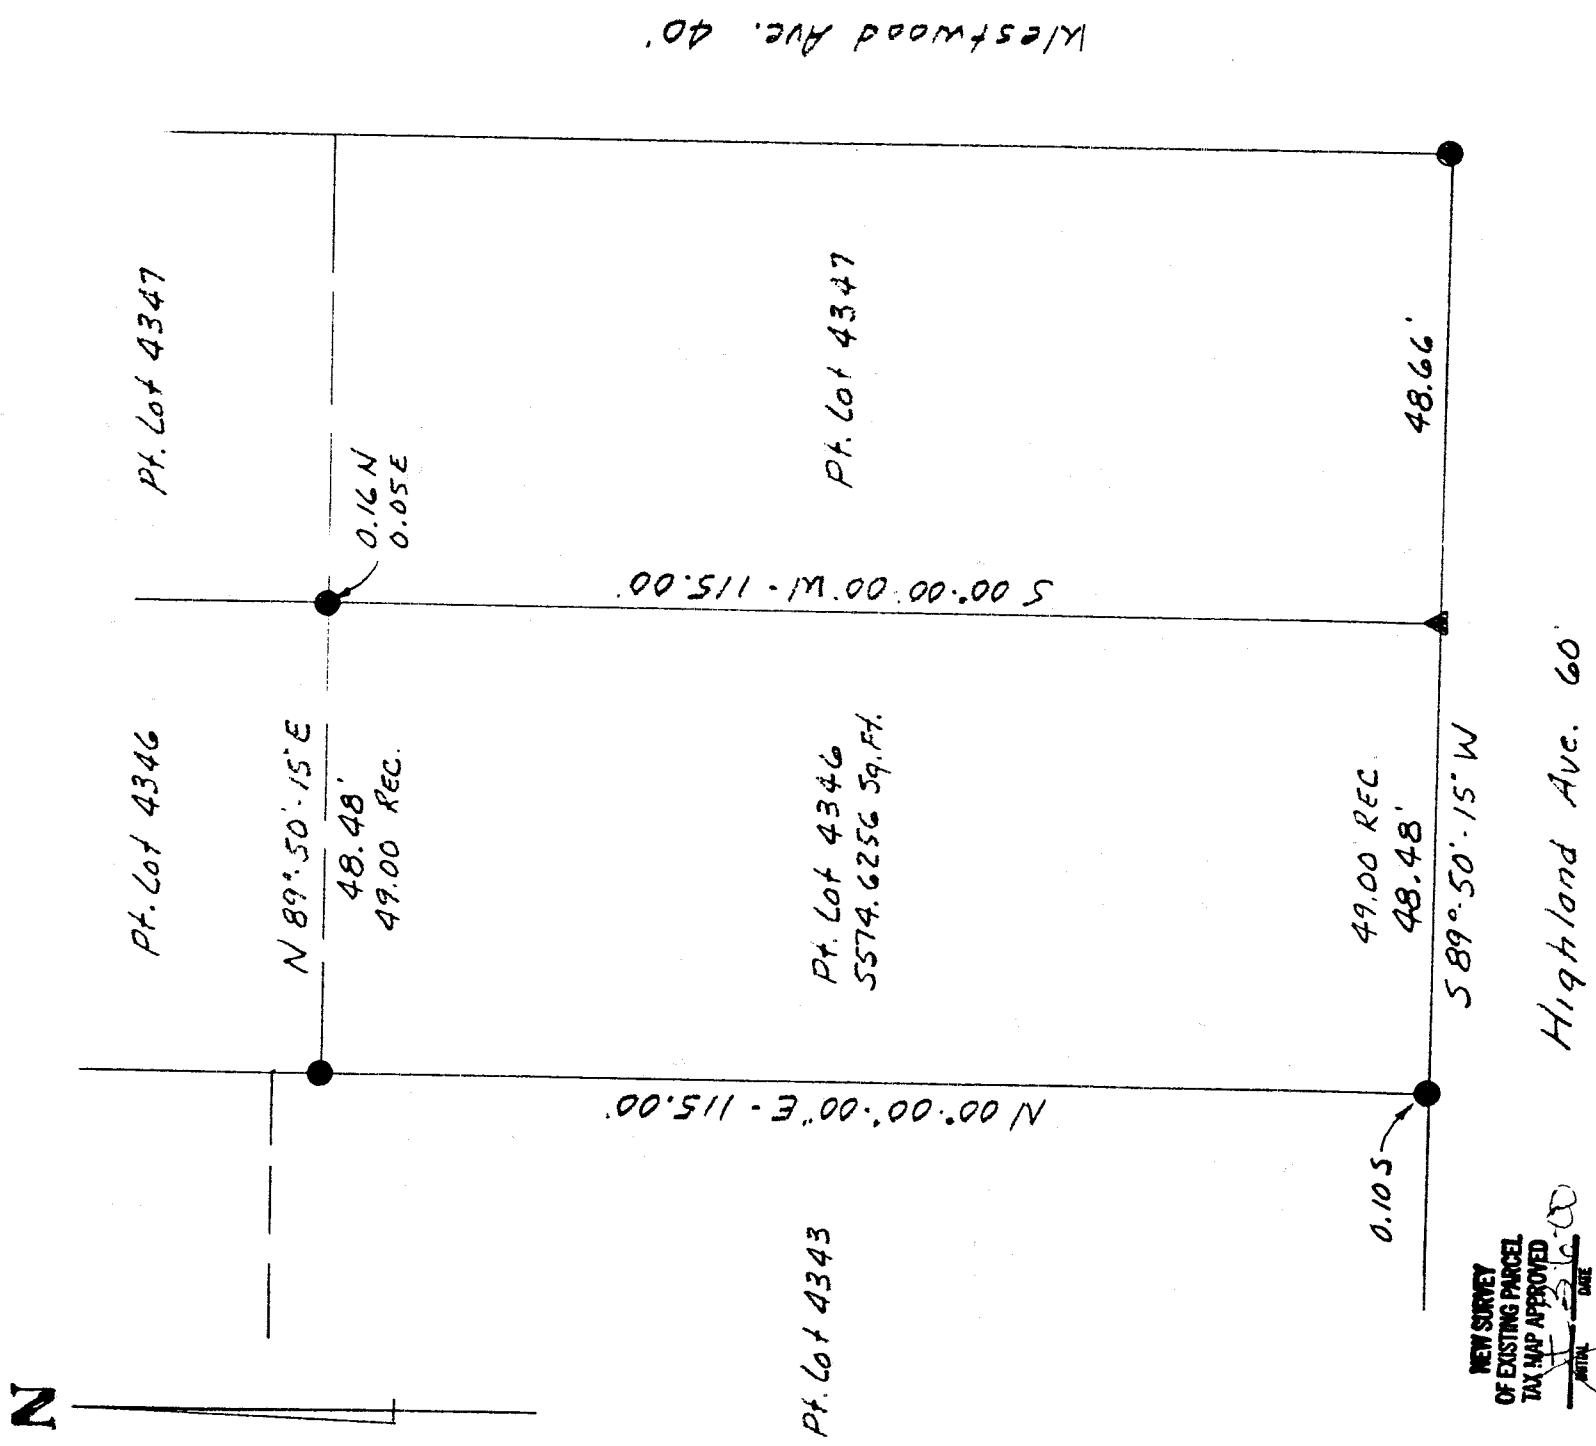 N
Westwood Ave. 40'
Pt. Lot 4346
Pt. Lot 4347
N 89°-50'-15" E
48.48'
49.00 REC.
0.16 N
0.05 E
Pt. Lot 4343
N 00°-00'-00" E - 115.00'
Pt. Lot 4346
5574.6256 Sq. Ft.
S 00°-00'-00" W - 115.00'
Pt. Lot 4347
0.10 S
49.00 REC.
48.48'
S 89°-50'-15" W
48.66'
Highland Ave. 60'
NEW SURVEY
OF EXISTING PARCEL
TAX MAP APPROVED
INITIAL DATE